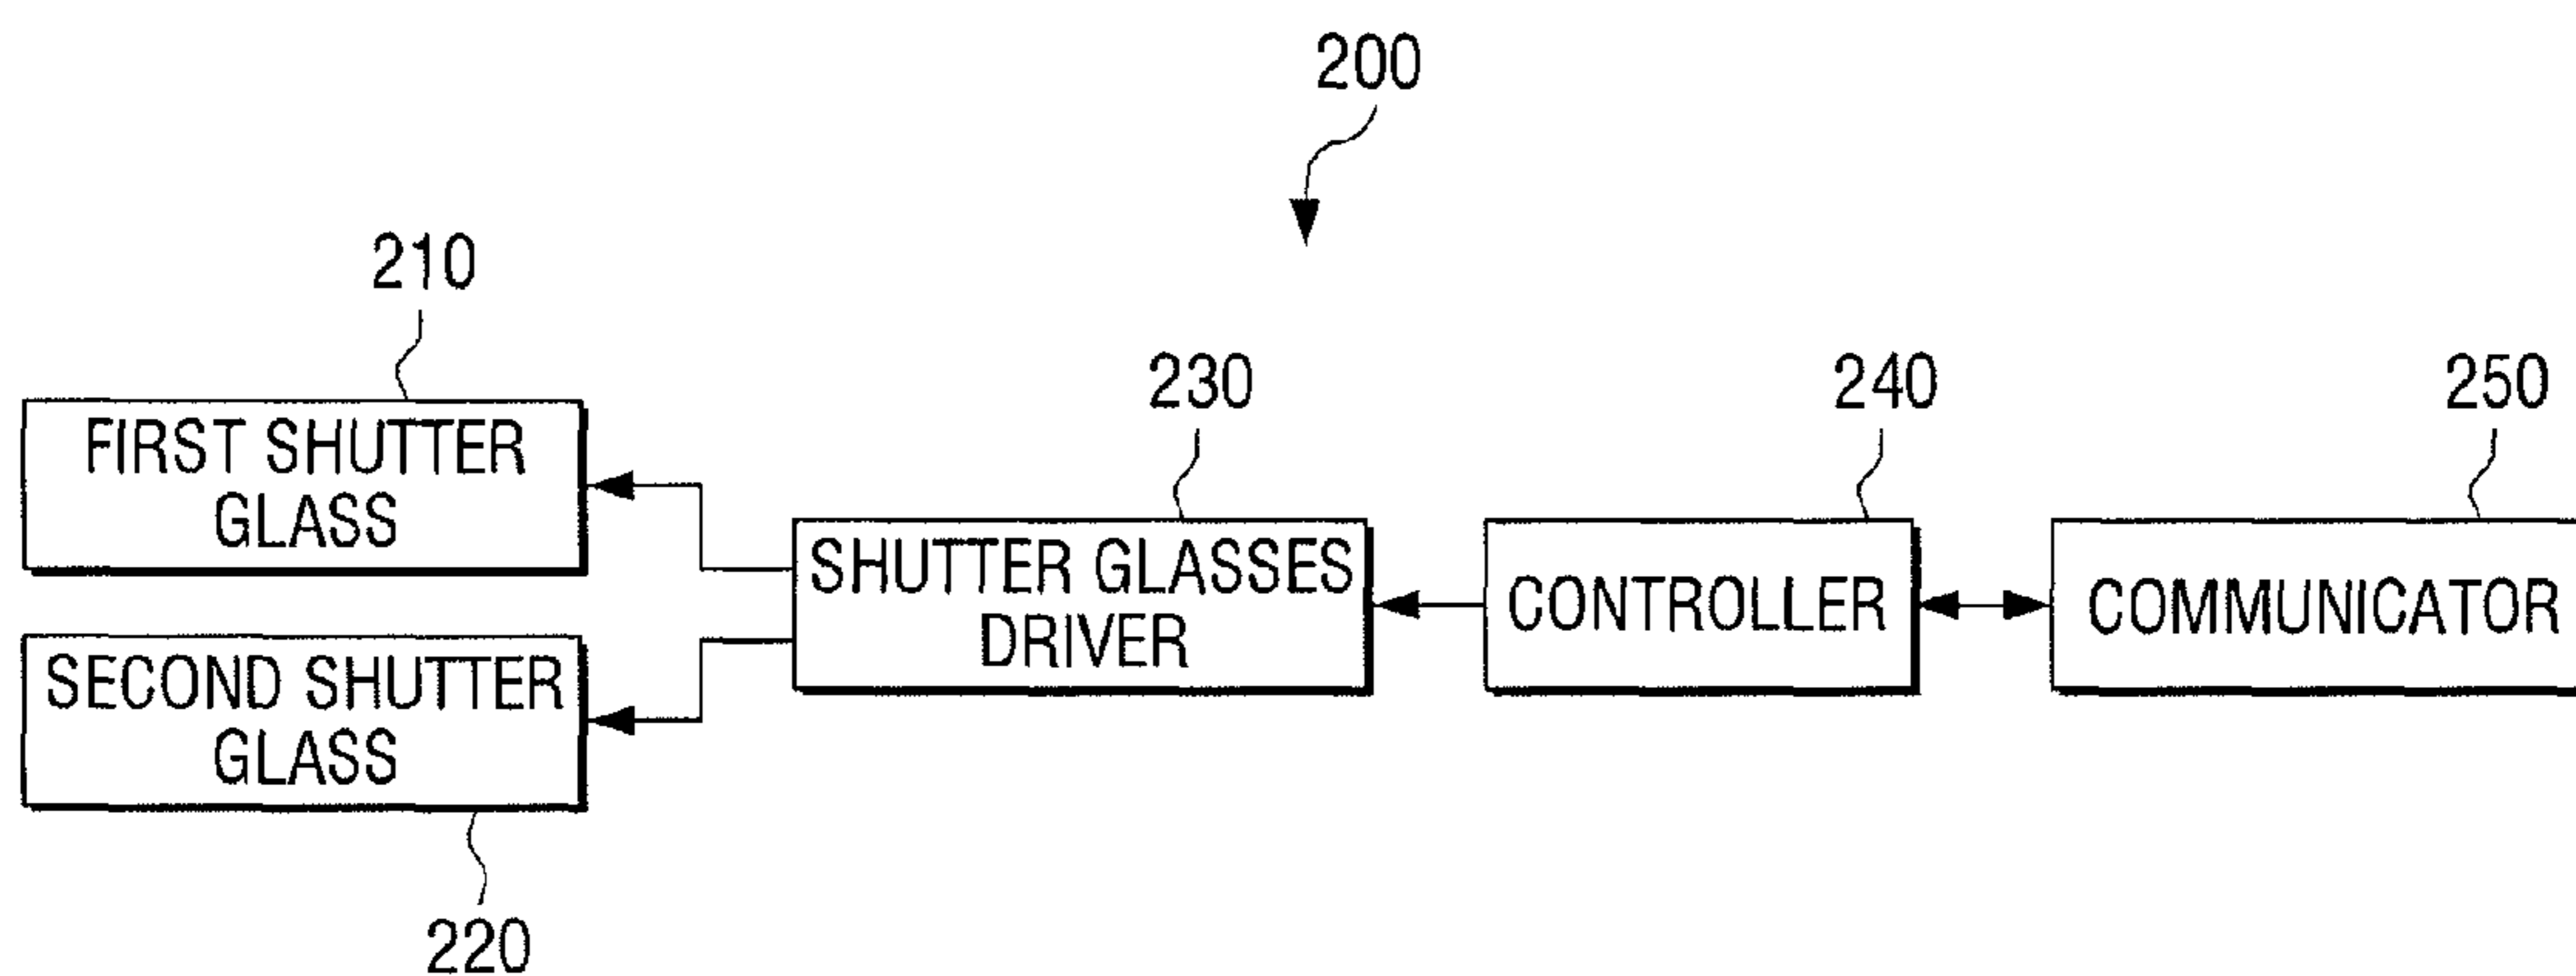 200
210
FIRST SHUTTER
GLASS
230
SHUTTER GLASSES
DRIVER
240
CONTROLLER
250
COMMUNICATOR
SECOND SHUTTER
GLASS
220